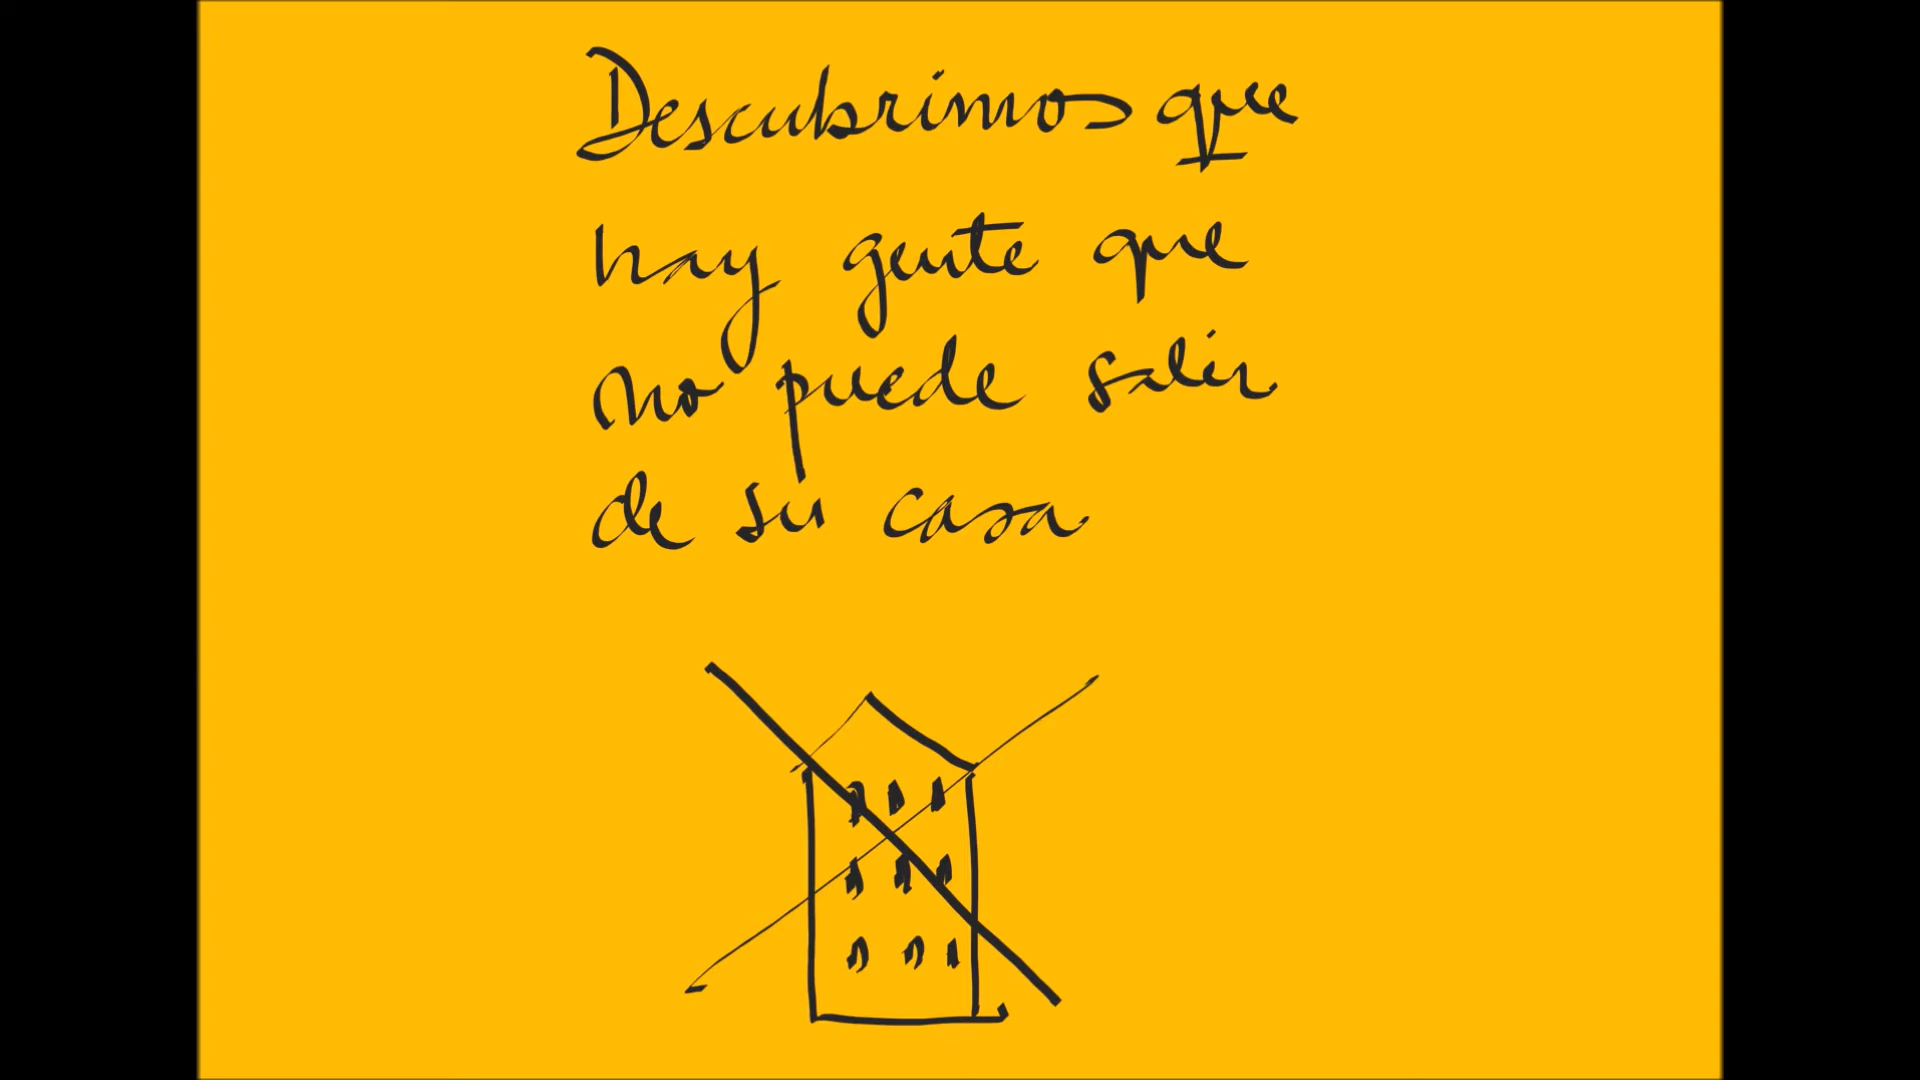 Descubrimos que
hay gente que
no puede salir
de su casa